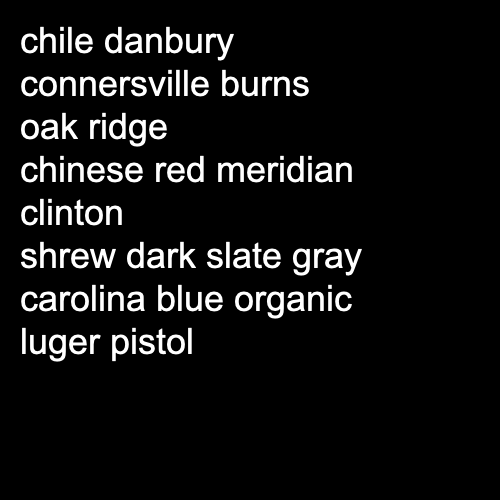 chile danbury
connersville burns
oak ridge
chinese red meridian
clinton
shrew dark slate gray
carolina blue organic
luger pistol